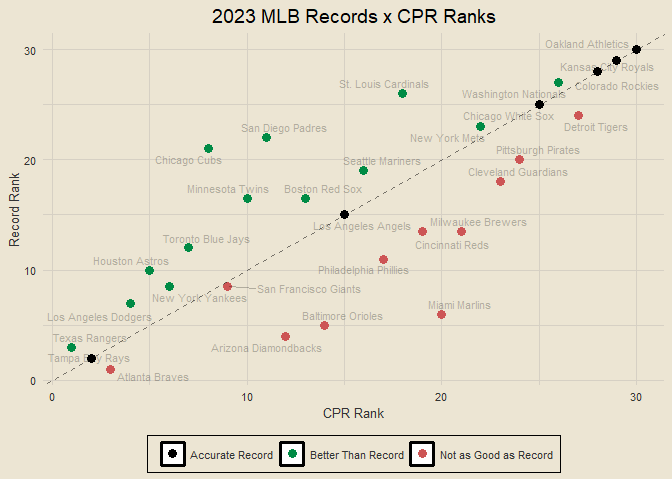 2023 MLB Records x CPR Ranks
Oakland Athletics
30
Kansas City Royals
Colorado Rockies
St. Louis Cardinals
Washington Nationals
Chicago White Sox
San Diego Padres
Detroit Tigers
New York Mets
Pittsburgh Pirates
20
Chicago Cubs
Seattle Mariners
Cleveland Guardians
Minnesota Twins
Boston Red Sox
Record Rank
Los Angeles Angels
Milwaukee Brewers
Toronto Blue Jays
Cincinnati Reds
Houston Astros
10
Philadelphia Phillies
San Francisco Giants
New York Yankees
Miami Marlins
Los Angeles Dodgers
Baltimore Orioles
Texas Rangers
Arizona Diamondbacks
Tampa Bay Rays
Atlanta Braves
0
0 10 20 30
CPR Rank
Accurate Record Better Than Record Not as Good as Record